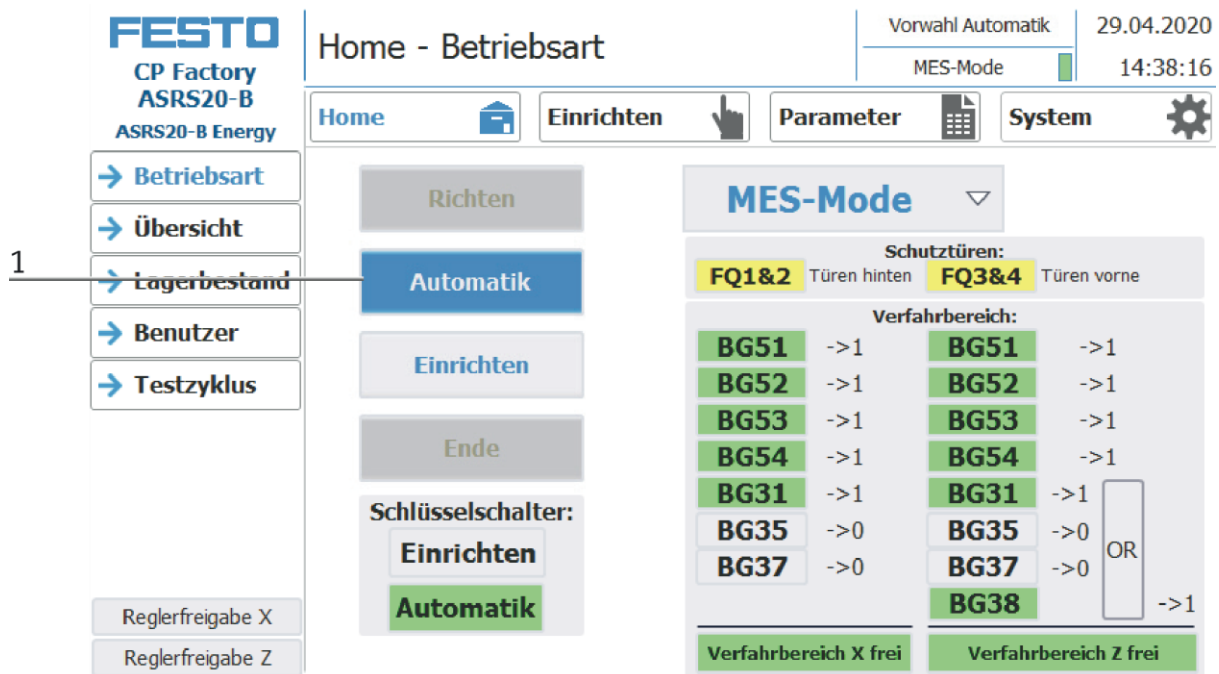 FESTO
CP Factory
ASRS20-B
ASRS20-B Energy
Home - Betriebsart
Vorwahl Automatik
MES-Mode
29.04.2020
14:38:16
Home
Einrichten
Parameter
System
Betriebsart
Übersicht
Lagerbestand
Benutzer
Testzyklus
1
Richten
Automatik
Einrichten
Ende
Schlüsselschalter:
Einrichten
Automatik
Reglerfreigabe X
Reglerfreigabe Z
MES-Mode
Schutztüren:
FQ1&2 Türen hinten FQ3&4 Türen vorne
Verfahrbereich:
BG51 ->1 BG51 ->1
BG52 ->1 BG52 ->1
BG53 ->1 BG53 ->1
BG54 ->1 BG54 ->1
BG31 ->1 BG31 ->1
BG35 ->0 BG35 ->0
OR
BG37 ->0 BG37 ->0
BG38 ->1
Verfahrbereich X frei Verfahrbereich Z frei